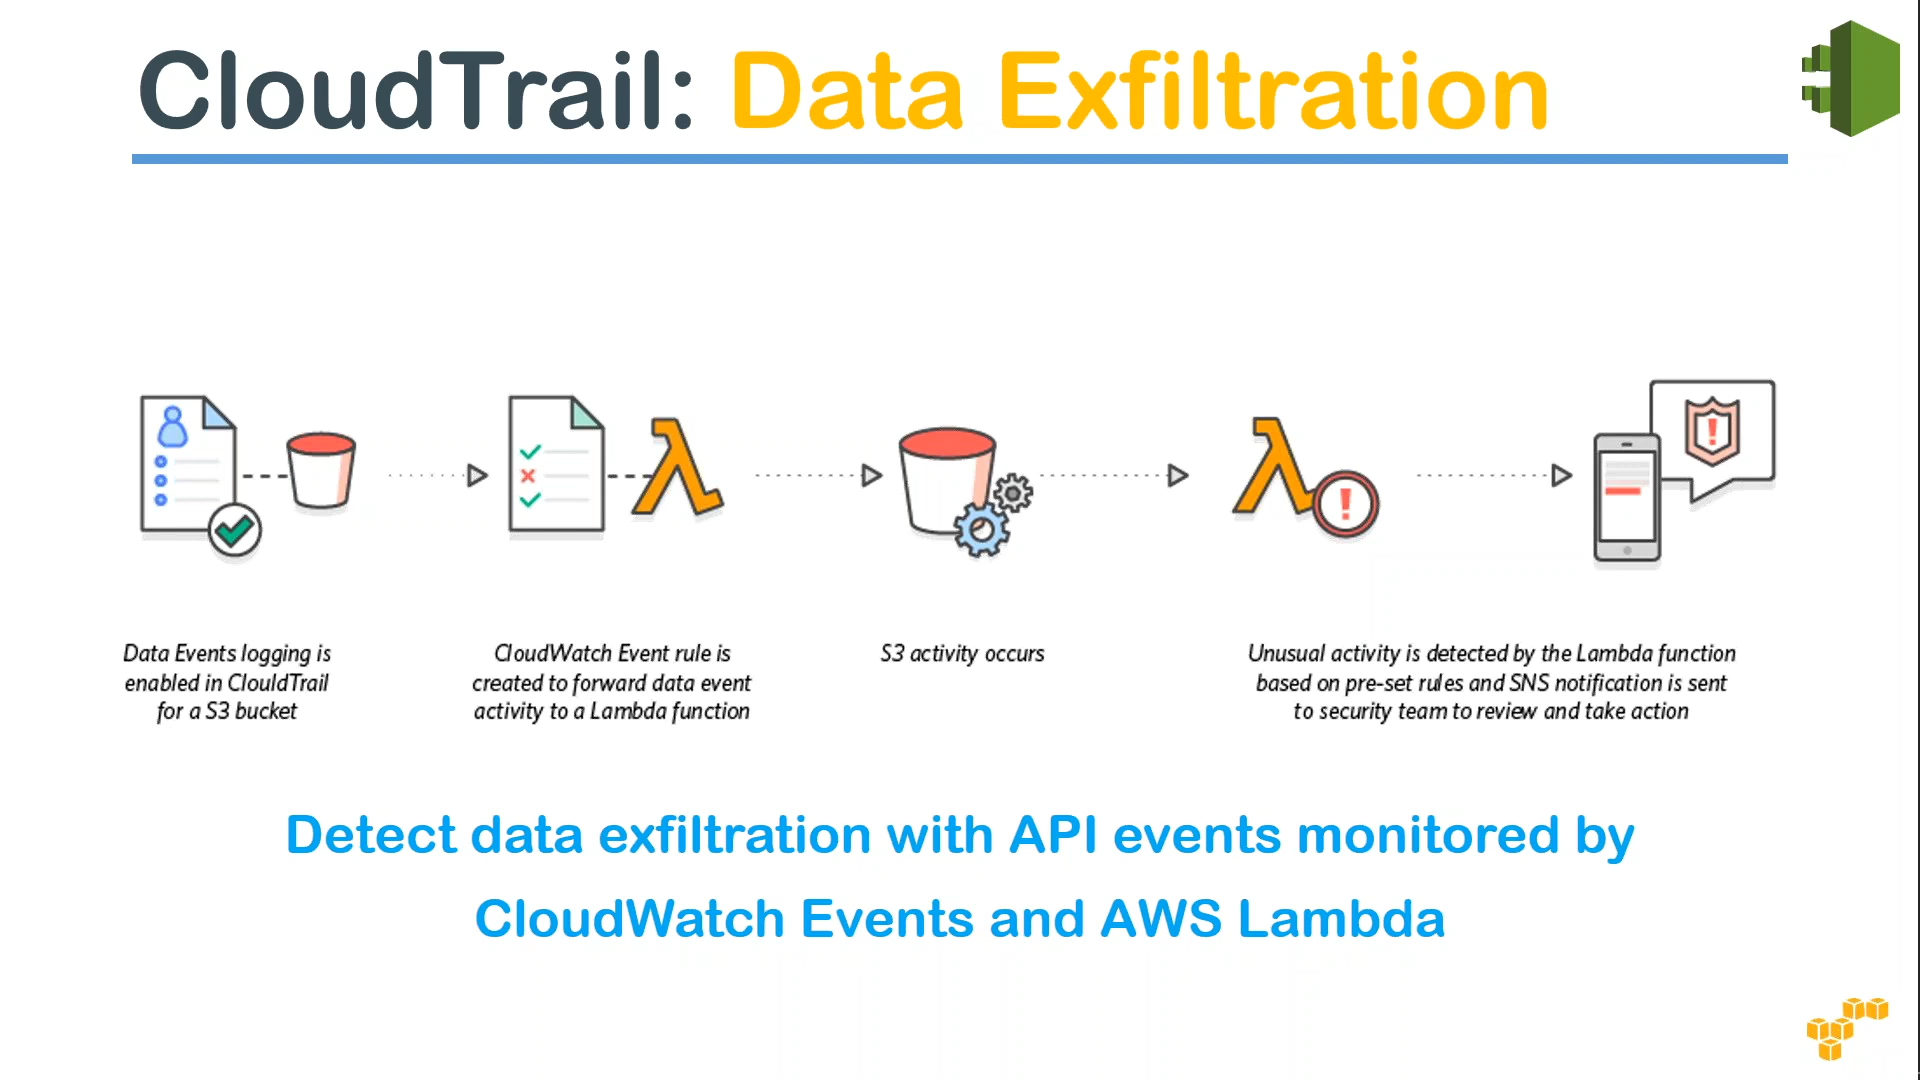 CloudTrail: Data Exfiltration
Data Events logging is
enabled in ClouldTrail
for a S3 bucket
CloudWatch Event rule is
created to forward data event
activity to a Lambda function
S3 activity occurs
Unusual activity is detected by the Lambda function
based on pre-set rules and SNS notification is sent
to security team to review and take action
Detect data exfiltration with API events monitored by
CloudWatch Events and AWS Lambda